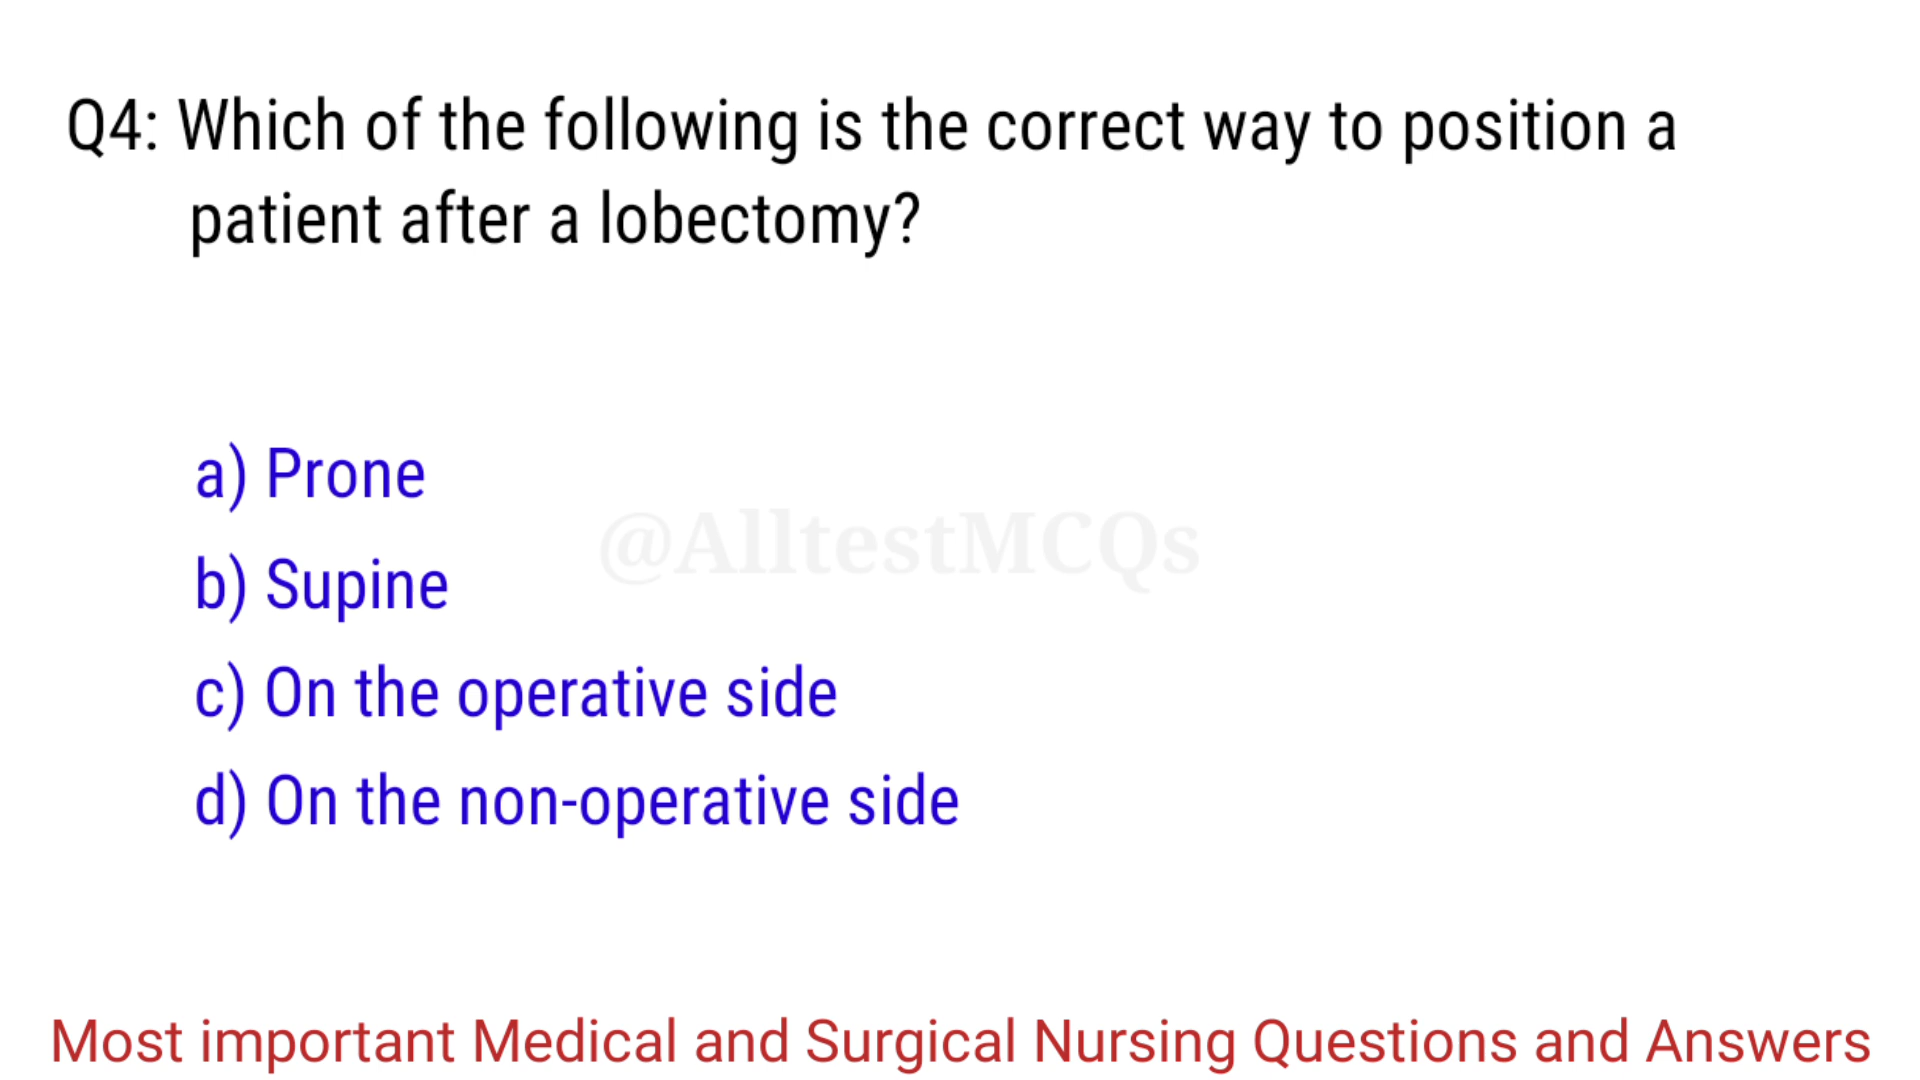 Q4: Which of the following is the correct way to position a
patient after a lobectomy?
a) Prone
@AlltestMCQs
b) Supine
c) On the operative side
d) On the non-operative side
Most important Medical and Surgical Nursing Questions and Answers